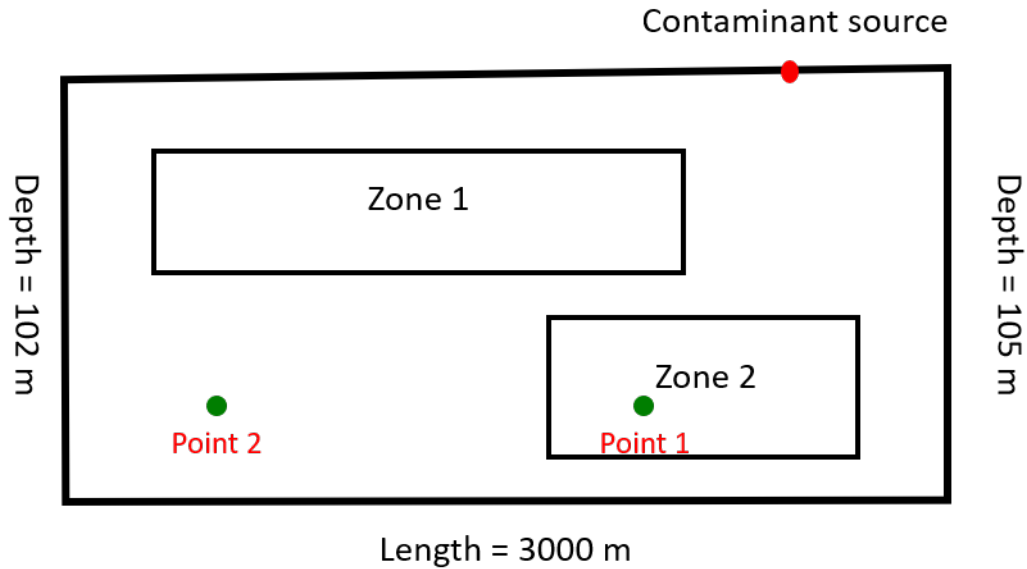 Contaminant source
Zone 1
Depth = 102 m
Depth = 105 m
Zone 2
Point 2
Point 1
Length = 3000 m